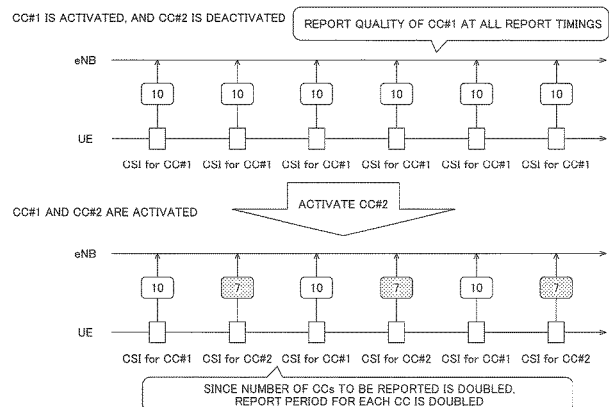 CC#1 IS ACTIVATED, AND CC#2 IS DEACTIVATED
REPORT QUALITY OF CC#1 AT ALL REPORT TIMINGS
eNB
10 10 10 10 10 10
UE
CSI for CC#1 CSI for CC#1 CSI for CC#1 CSI for CC#1 CSI for CC#1 CSI for CC#1
ACTIVATE CC#2
CC#1 AND CC#2 ARE ACTIVATED
eNB
10 7 10 7 10 7
UE
CSI for CC#1 CSI for CC#2 CSI for CC#1 CSI for CC#2 CSI for CC#1 CSI for CC#2
SINCE NUMBER OF CCs TO BE REPORTED IS DOUBLED,
REPORT PERIOD FOR EACH CC IS DOUBLED